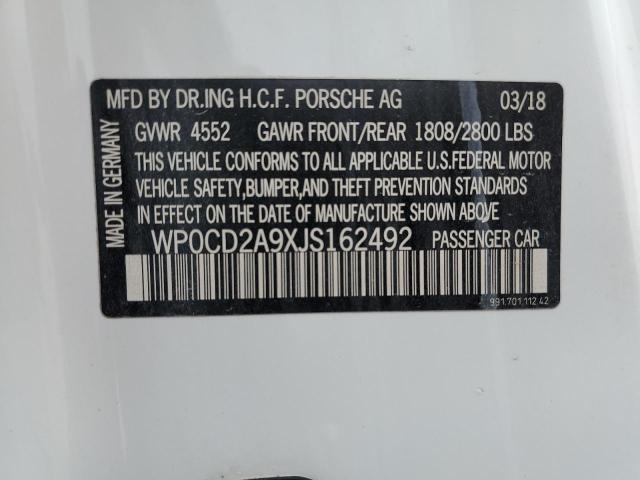 MFD BY DR.ING H.C.F. PORSCHE AG 03/18
GVWR 4552 GAWR FRONT/REAR 1808/2800 LBS
THIS VEHICLE CONFORMS TO ALL APPLICABLE U.S.FEDERAL MOTOR
VEHICLE SAFETY,BUMPER,AND THEFT PREVENTION STANDARDS
IN EFFECT ON THE DATE OF MANUFACTURE SHOWN ABOVE
WP0CD2A9XJS162492 PASSENGER CAR
991.701.112.42
MADE IN GERMANY